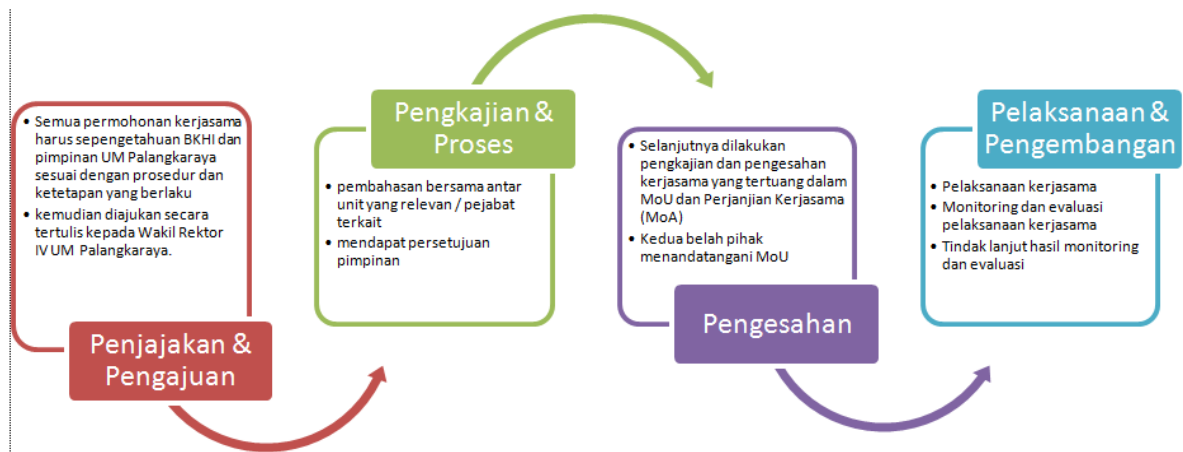 • Semua permohonan kerjasama
harus sepengetahuan BKHI dan
pimpinan UM Palangkaraya
sesuai dengan prosedur dan
ketetapan yang berlaku
• kemudian diajukan secara
tertulis kepada Wakil Rektor
IV UM Palangkaraya.
Penjajakan &
Pengajuan
Pengkajian &
Proses
• pembahasan bersama antar
unit yang relevan / pejabat
terkait
• mendapat persetujuan
pimpinan
• Selanjutnya dilakukan
pengkajian dan pengesahan
kerjasama yang tertuang dalam
MoU dan Perjanjian Kerjasama
(MoA)
• Kedua belah pihak
menandatangani MoU
Pengesahan
Pelaksanaan &
Pengembangan
• Pelaksanaan kerjasama
• Monitoring dan evaluasi
pelaksanaan kerjasama
• Tindak lanjut hasil monitoring
dan evaluasi